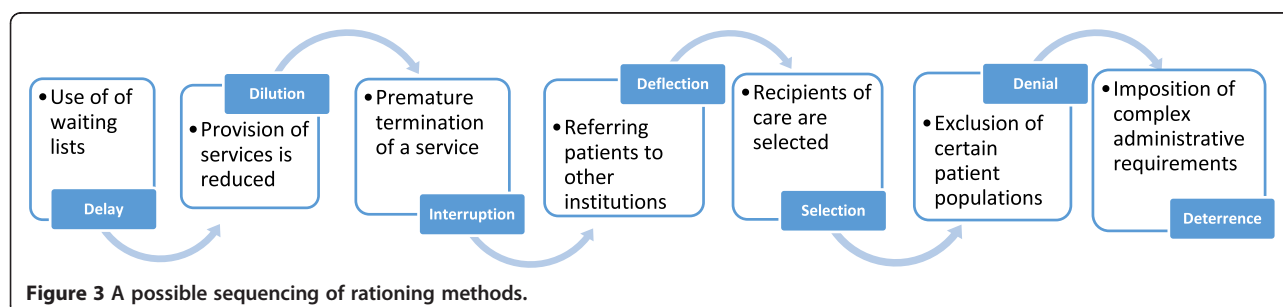 • Use of of
waiting
lists
Delay
Dilution
• Provision of
services is
reduced
• Premature
termination
of a service
Interruption
Deflection
• Referring
patients to
other
institutions
• Recipients of
care are
selected
Selection
Denial
• Exclusion of
certain
patient
populations
• Imposition of
complex
administrative
requirements
Deterrence
Figure 3 A possible sequencing of rationing methods.